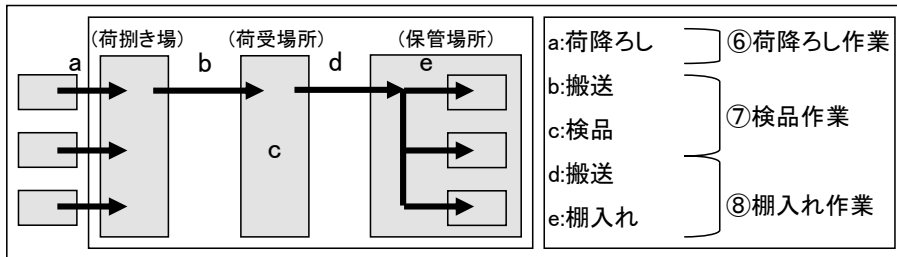 (荷捌き場)
(荷受場所)
(保管場所)
a
b
d
e
c
a:荷降ろし
⑥荷降ろし作業
b:搬送
c:検品
⑦検品作業
d:搬送
e:棚入れ
⑧棚入れ作業